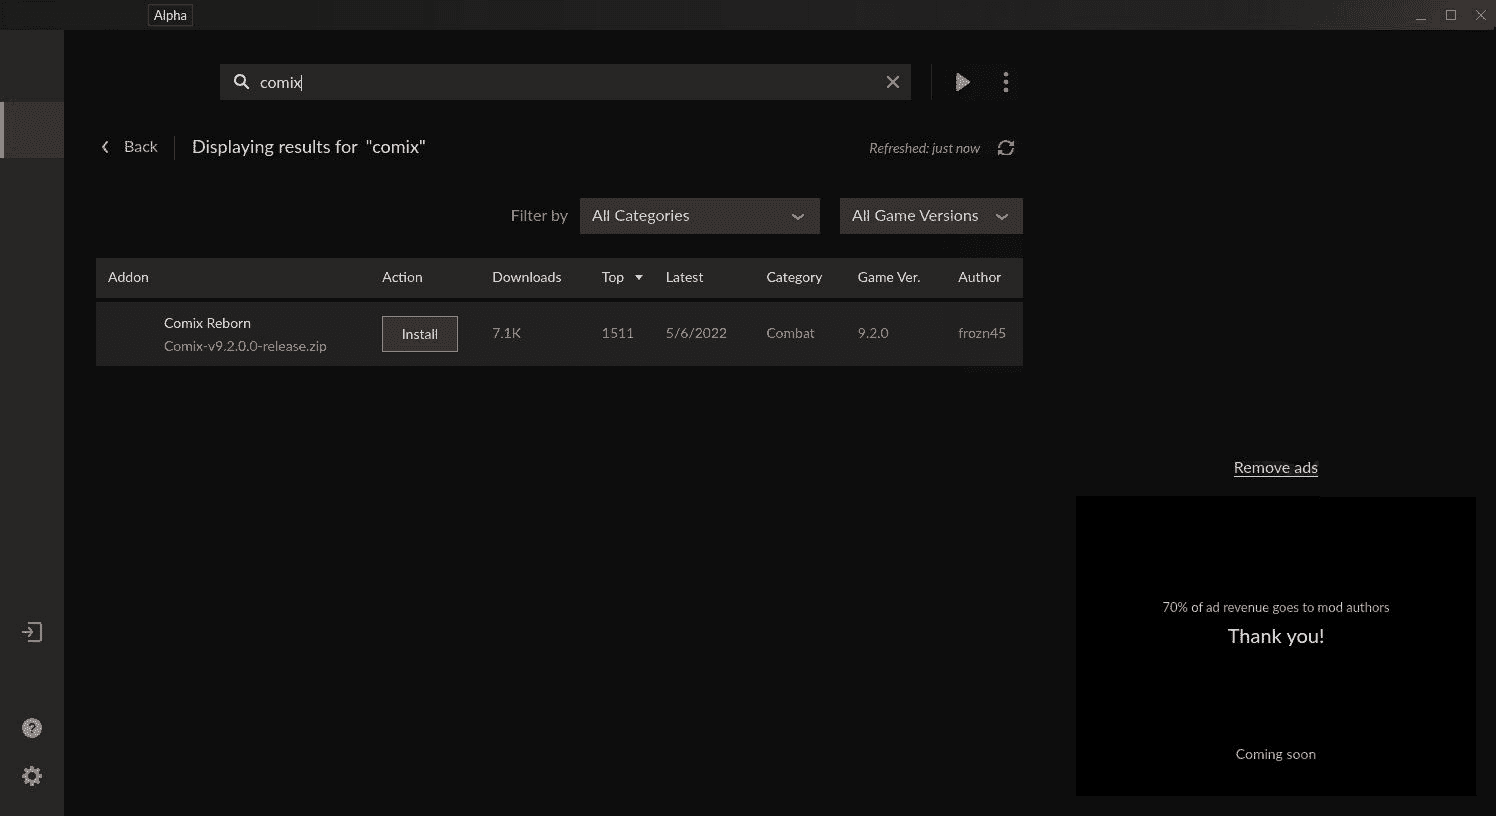 Alpha
comix
Back
Displaying results for "comix"
Refreshed: just now
Filter by All Categories All Game Versions
Addon Action Downloads Top Latest Category Game Ver. Author
Comix Reborn
Install 7.1K 1511 5/6/2022 Combat 9.2.0 frozn45
Comix-v9.2.0.0-release.zip
Remove ads
70% of ad revenue goes to mod authors
Thank you!
Coming soon